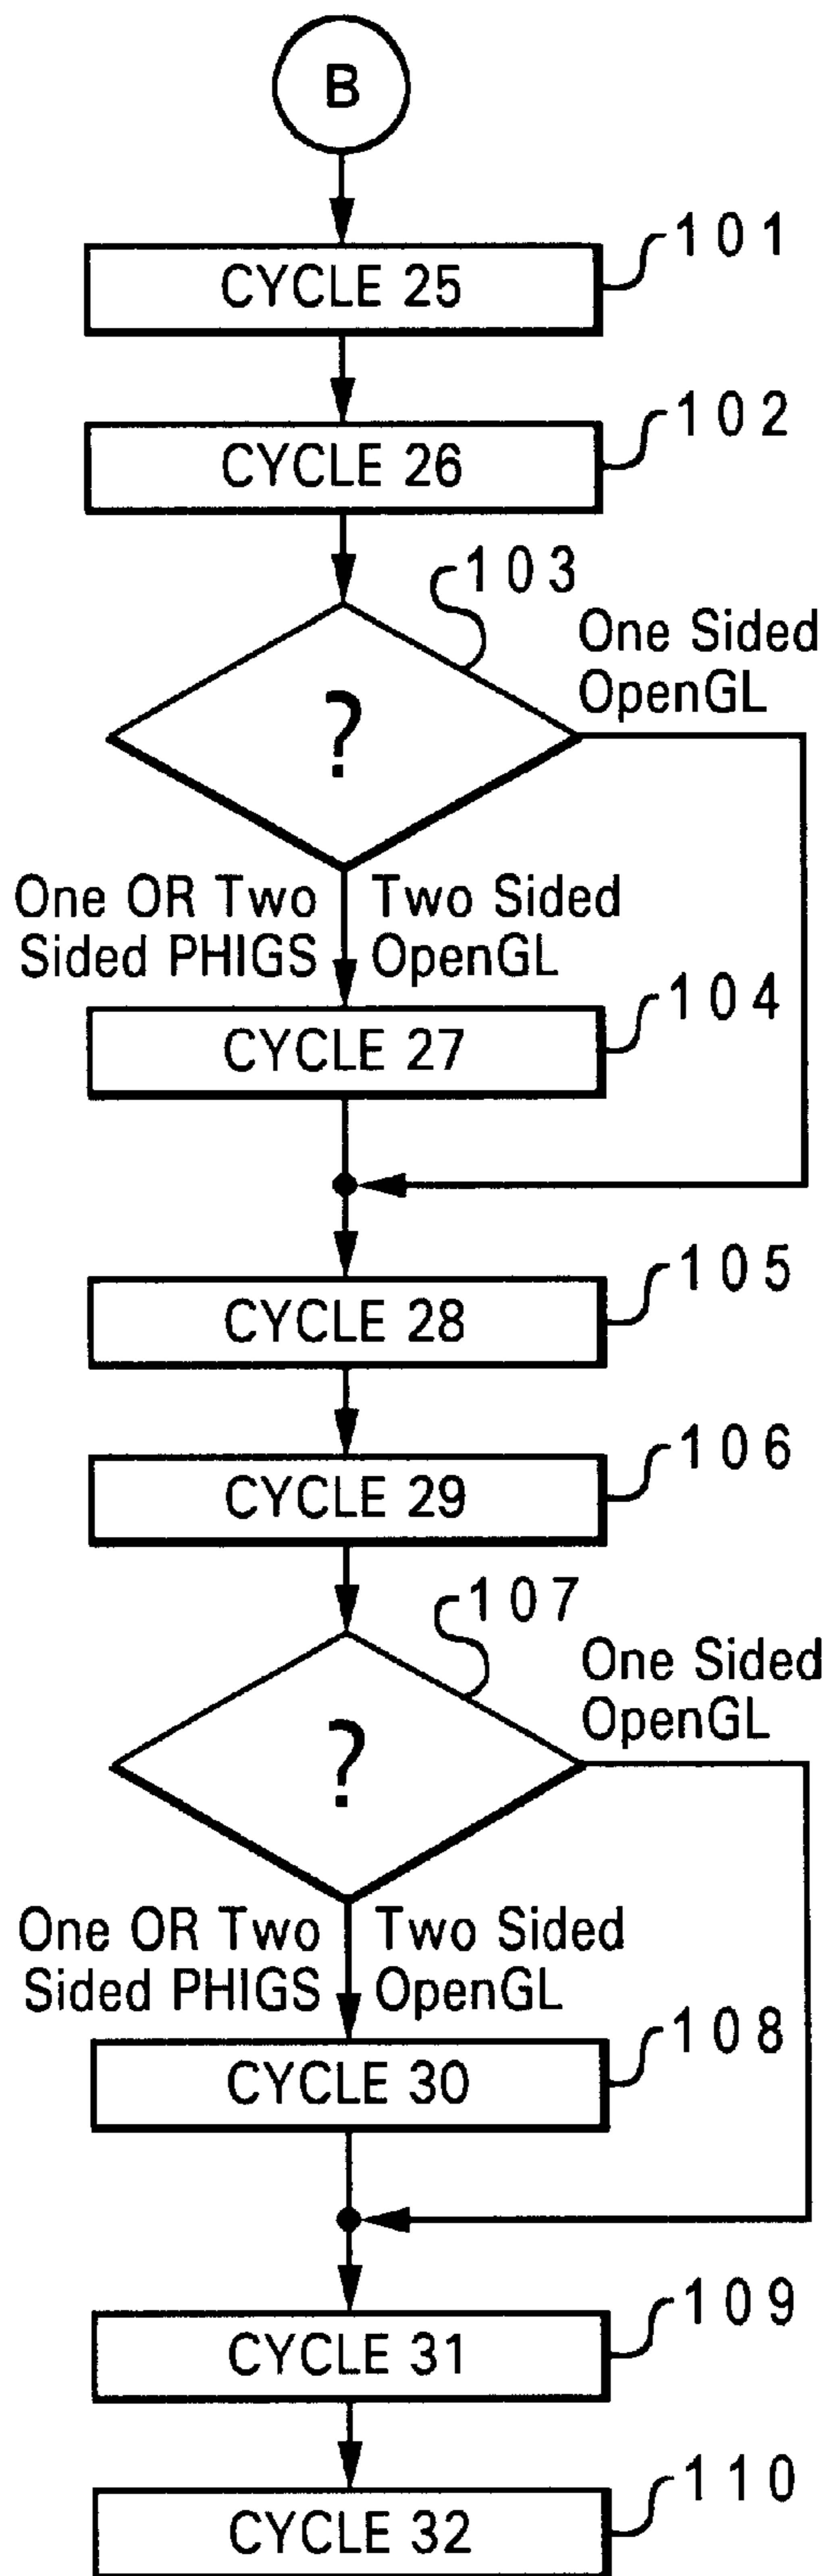 B
101
CYCLE 25
102
CYCLE 26
103
One Sided
OpenGL
?
One OR Two
Sided PHIGS
Two Sided
OpenGL
104
CYCLE 27
105
CYCLE 28
106
CYCLE 29
107
One Sided
OpenGL
?
One OR Two
Sided PHIGS
Two Sided
OpenGL
108
CYCLE 30
109
CYCLE 31
110
CYCLE 32